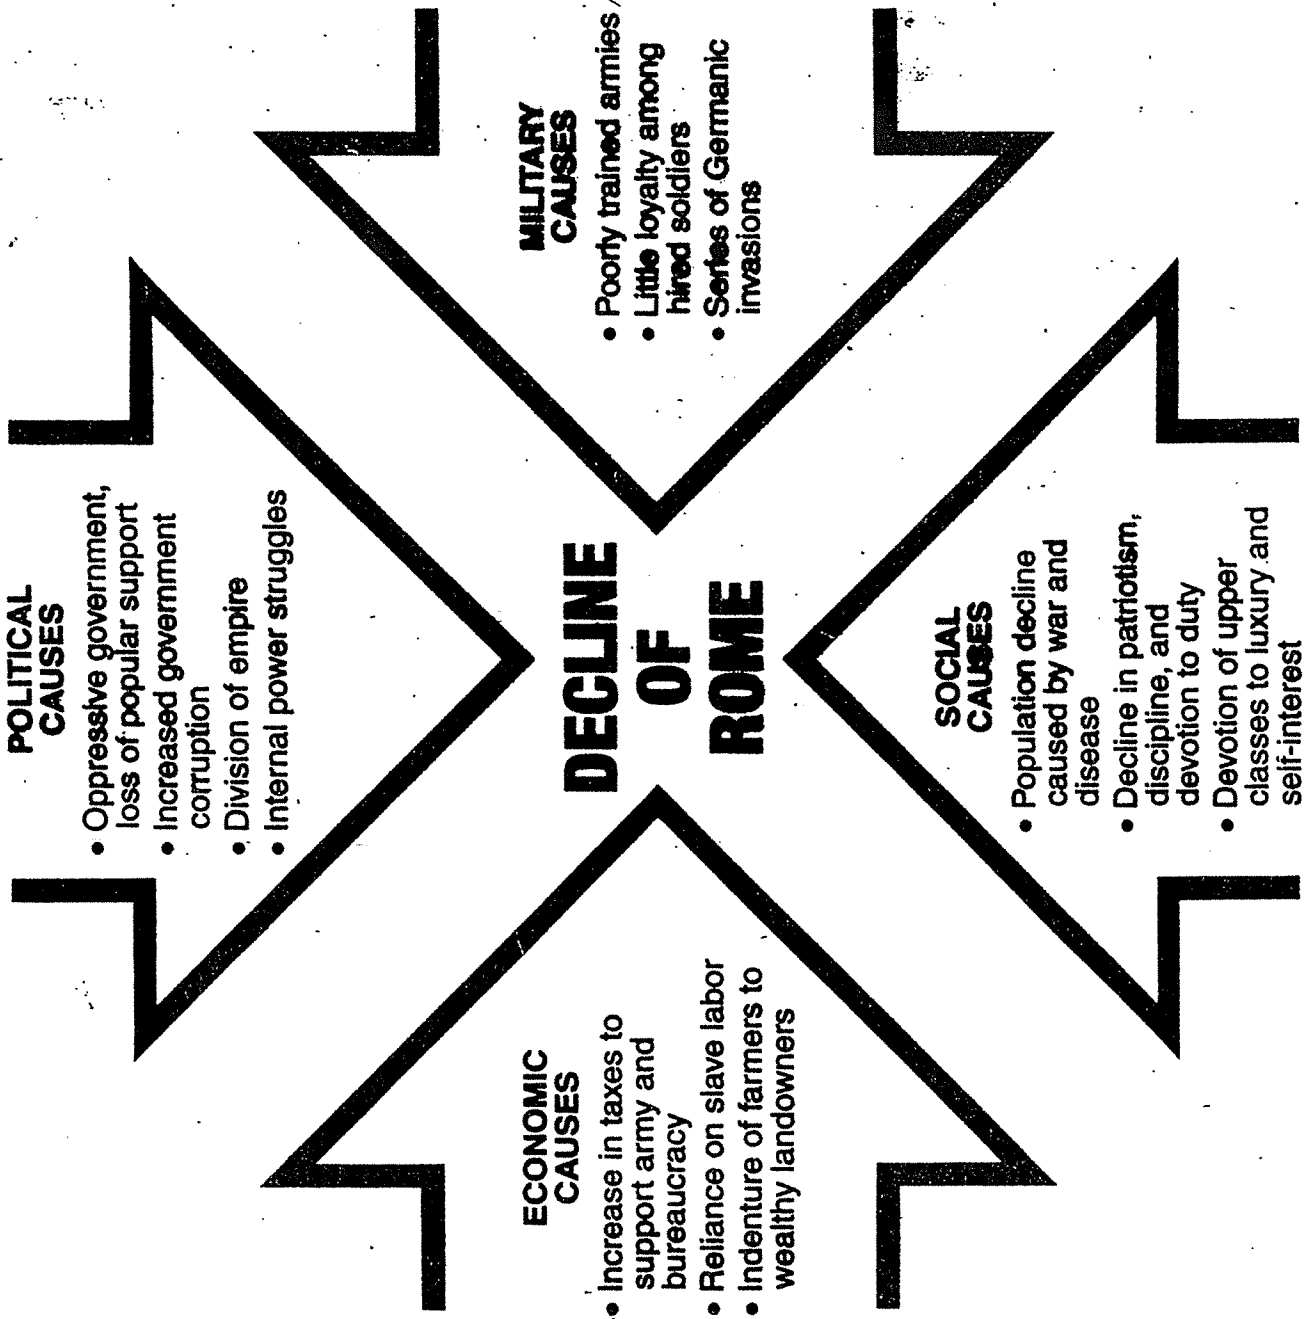 POLITICAL
CAUSES
• Oppressive government,
loss of popular support
• Increased government
corruption
• Division of empire
• Internal power struggles
ECONOMIC
CAUSES
• Increase in taxes to
support army and
bureaucracy
• Reliance on slave labor
• Indenture of farmers to
wealthy landowners
DECLINE
OF
ROME
MILITARY
CAUSES
• Poorly trained armies
• Little loyalty among
hired soldiers
• Series of Germanic
invasions
SOCIAL
CAUSES
• Population decline
caused by war and
disease
• Decline in patriotism,
discipline, and
devotion to duty
• Devotion of upper
classes to luxury and
self-interest